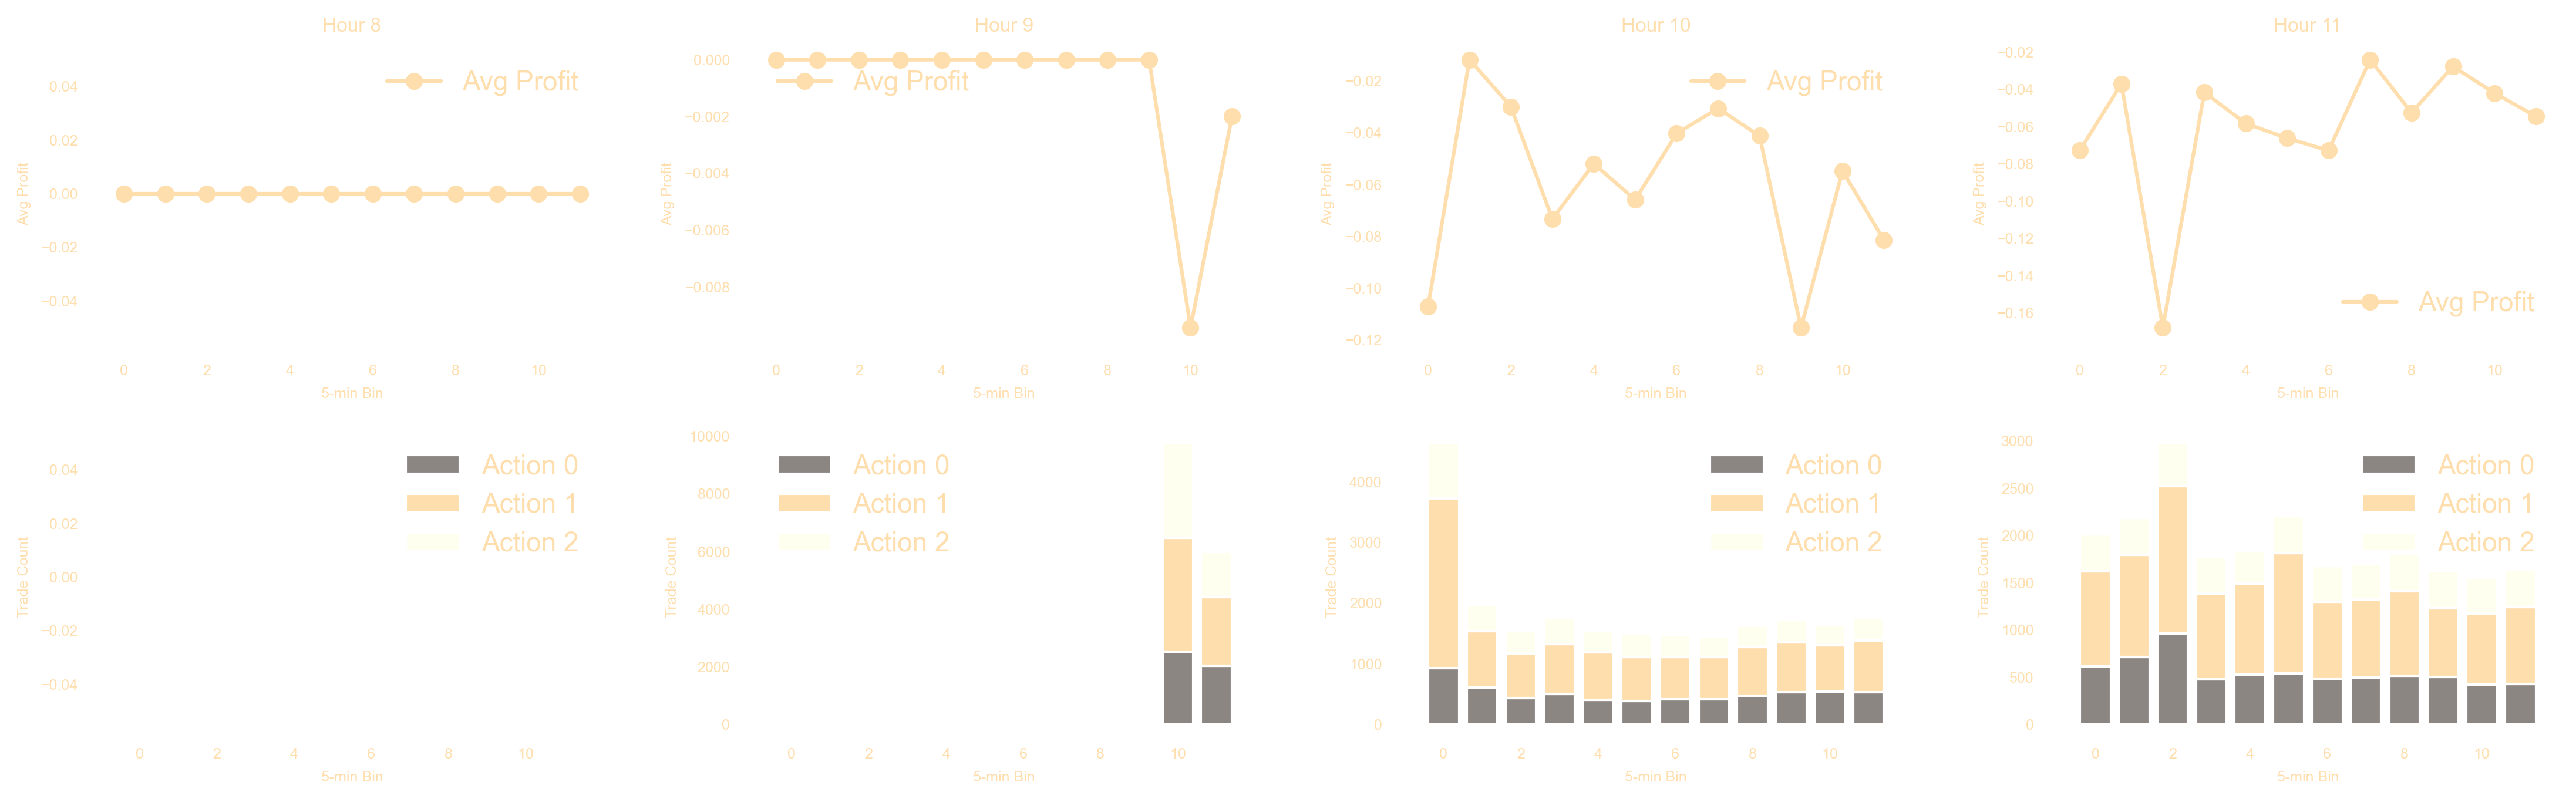 Hour 8
Avg Profit
0.04
0.02
0.00
−0.02
−0.04
Avg Profit
0 2 4 6 8 10
5-min Bin
Hour 9
Avg Profit
0.000
−0.002
−0.004
−0.006
−0.008
Avg Profit
0 2 4 6 8 10
5-min Bin
Hour 10
Avg Profit
−0.02
−0.04
−0.06
−0.08
−0.10
−0.12
Avg Profit
0 2 4 6 8 10
5-min Bin
Hour 11
−0.02
−0.04
−0.06
−0.08
−0.10
−0.12
−0.14
−0.16
Avg Profit
Avg Profit
0 2 4 6 8 10
5-min Bin
Action 0
Action 1
Action 2
0.04
0.02
0.00
−0.02
−0.04
Trade Count
0 2 4 6 8 10
5-min Bin
Action 0
Action 1
Action 2
10000
8000
6000
4000
2000
0
Trade Count
0 2 4 6 8 10
5-min Bin
Action 0
Action 1
Action 2
4000
3000
2000
1000
0
Trade Count
0 2 4 6 8 10
5-min Bin
Action 0
Action 1
Action 2
3000
2500
2000
1500
1000
500
0
Trade Count
0 2 4 6 8 10
5-min Bin